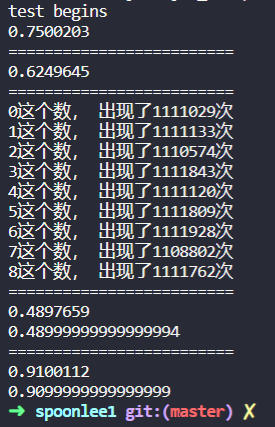 test begins
0.7500203
=========================
0.6249645
=========================
0这个数， 出现了1111029次
1这个数， 出现了1111133次
2这个数， 出现了1110574次
3这个数， 出现了1111843次
4这个数， 出现了1111120次
5这个数， 出现了1111809次
6这个数， 出现了1111928次
7这个数， 出现了1108802次
8这个数， 出现了1111762次
=========================
0.4897659
0.48999999999999994
=========================
0.9100112
0.9099999999999999
➜ spoonlee1 git:(master) ✗